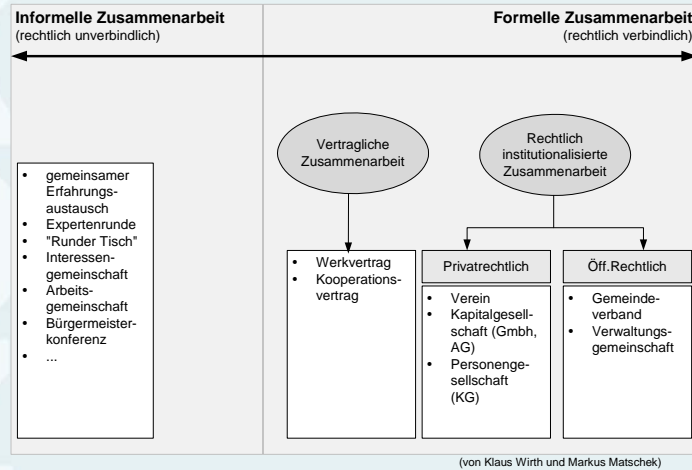 Informelle Zusammenarbeit
(rechtlich unverbindlich)
Formelle Zusammenarbeit
(rechtlich verbindlich)
• gemeinsamer
Erfahrungs-
austausch
• Expertenrunde
• "Runder Tisch"
• Interessen-
gemeinschaft
• Arbeits-
gemeinschaft
• Bürgermeister-
konferenz
• ...
Vertragliche
Zusammenarbeit
• Werkvertrag
• Kooperations-
vertrag
Rechtlich
institutionalisierte
Zusammenarbeit
Privatrechtlich
• Verein
• Kapitalgesell-
schaft (Gmbh,
AG)
• Personenge-
sellschaft
(KG)
Öff.Rechtlich
• Gemeinde-
verband
• Verwaltungs-
gemeinschaft
(von Klaus Wirth und Markus Matschek)